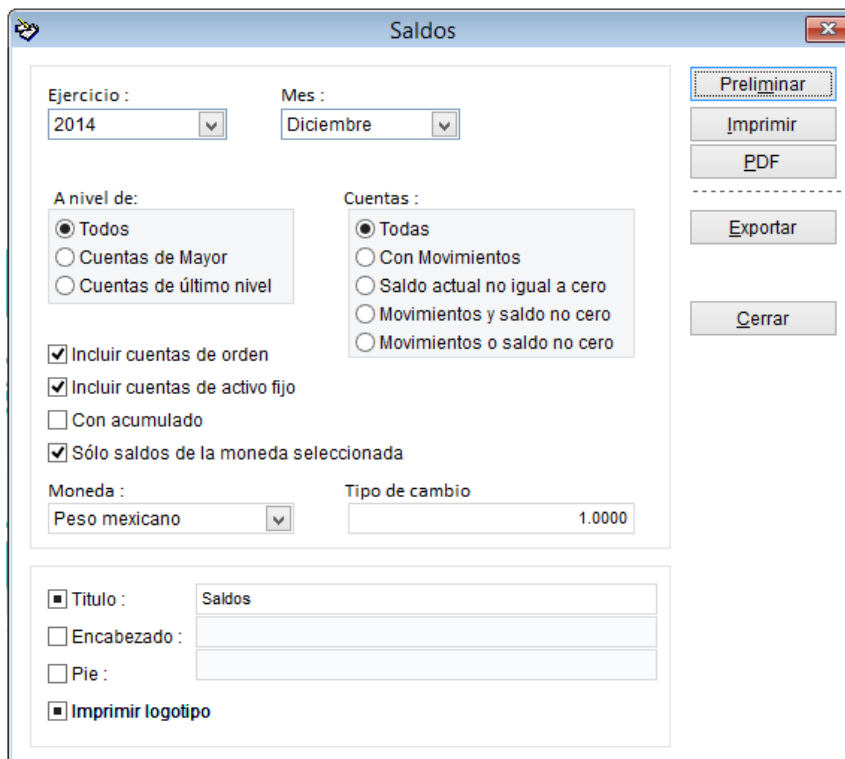 Saldos
Ejercicio :
Mes :
2014
Diciembre
Preliminar
Imprimir
PDF
Exportar
Cerrar
A nivel de:
Todos
Cuentas de Mayor
Cuentas de último nivel
Cuentas :
Todas
Con Movimientos
Saldo actual no igual a cero
Movimientos y saldo no cero
Movimientos o saldo no cero
Incluir cuentas de orden
Incluir cuentas de activo fijo
Con acumulado
Sólo saldos de la moneda seleccionada
Moneda :
Tipo de cambio
Peso mexicano
1.0000
Titulo :
Saldos
Encabezado :
Pie :
Imprimir logotipo